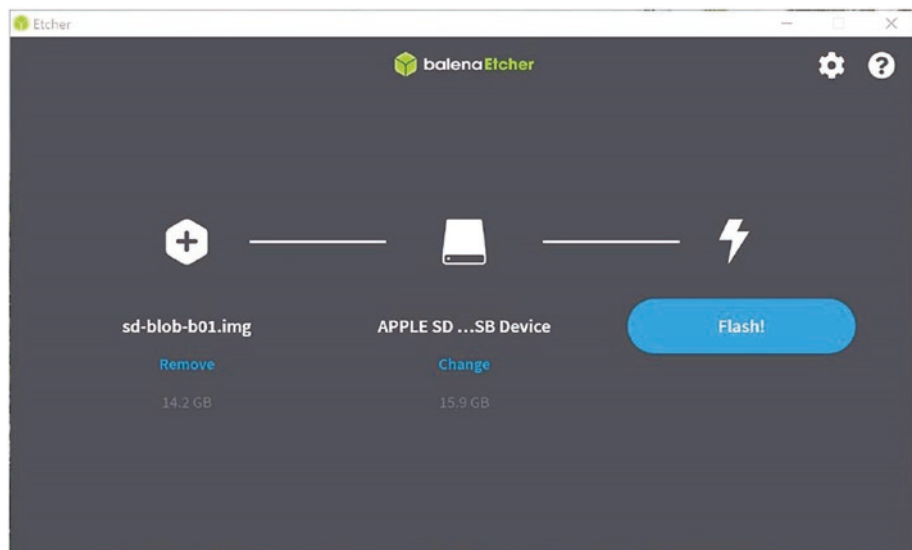 Etcher
balenaEtcher
sd-blob-b01.img
APPLE SD ...SB Device
Flash!
Remove
Change
14.2 GB
15.9 GB